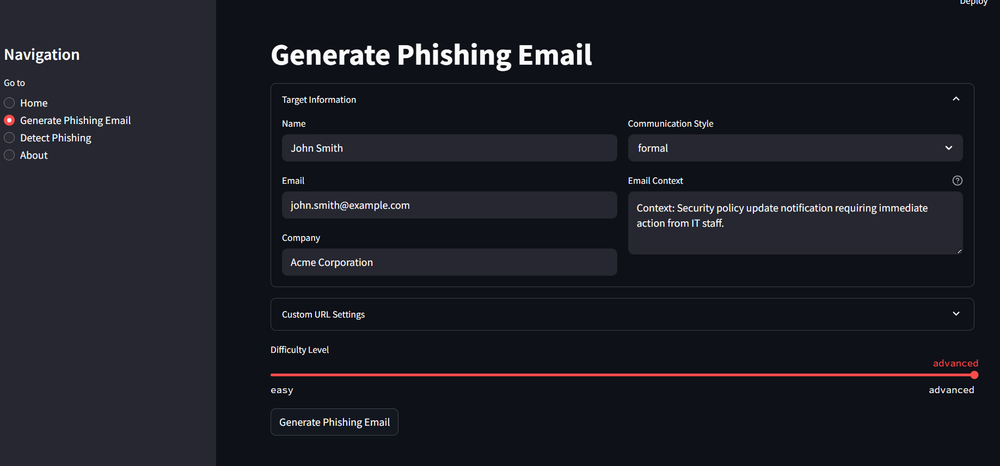 Deploy
Navigation
Go to
Home
Generate Phishing Email
Detect Phishing
About
Generate Phishing Email
Target Information
Name
John Smith
Email
john.smith@example.com
Company
Acme Corporation
Communication Style
formal
Email Context
Context: Security policy update notification requiring immediate
action from IT staff.
Custom URL Settings
Difficulty Level
advanced
easy
advanced
Generate Phishing Email